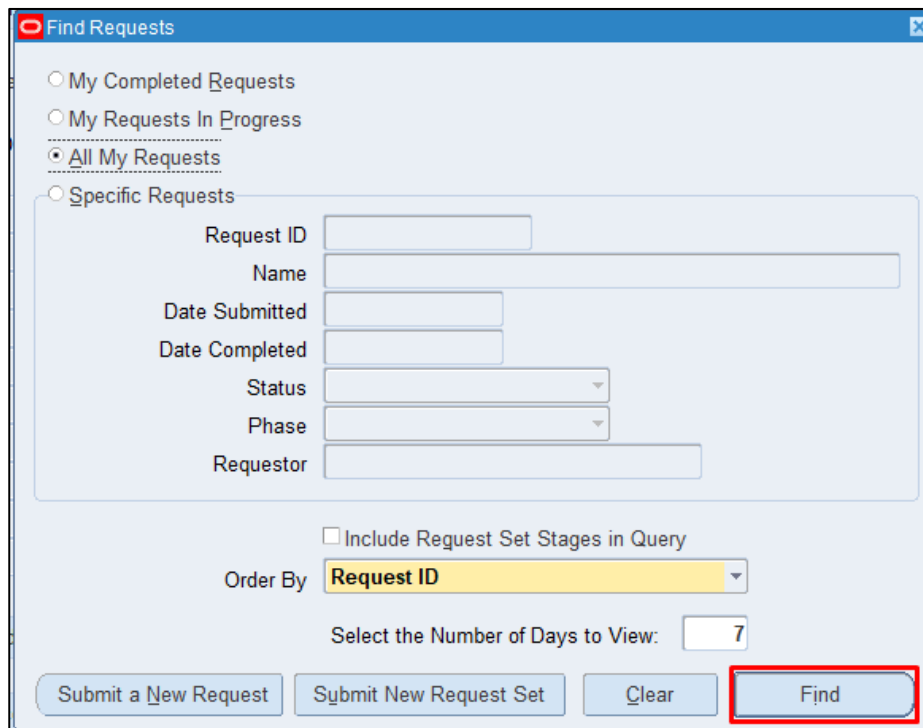 Find Requests
My Completed Requests
My Requests In Progress
All My Requests
Specific Requests
Request ID
Name
Date Submitted
Date Completed
Status
Phase
Requestor
Include Request Set Stages in Query
Order By Request ID
Select the Number of Days to View: 7
Submit a New Request Submit New Request Set Clear Find